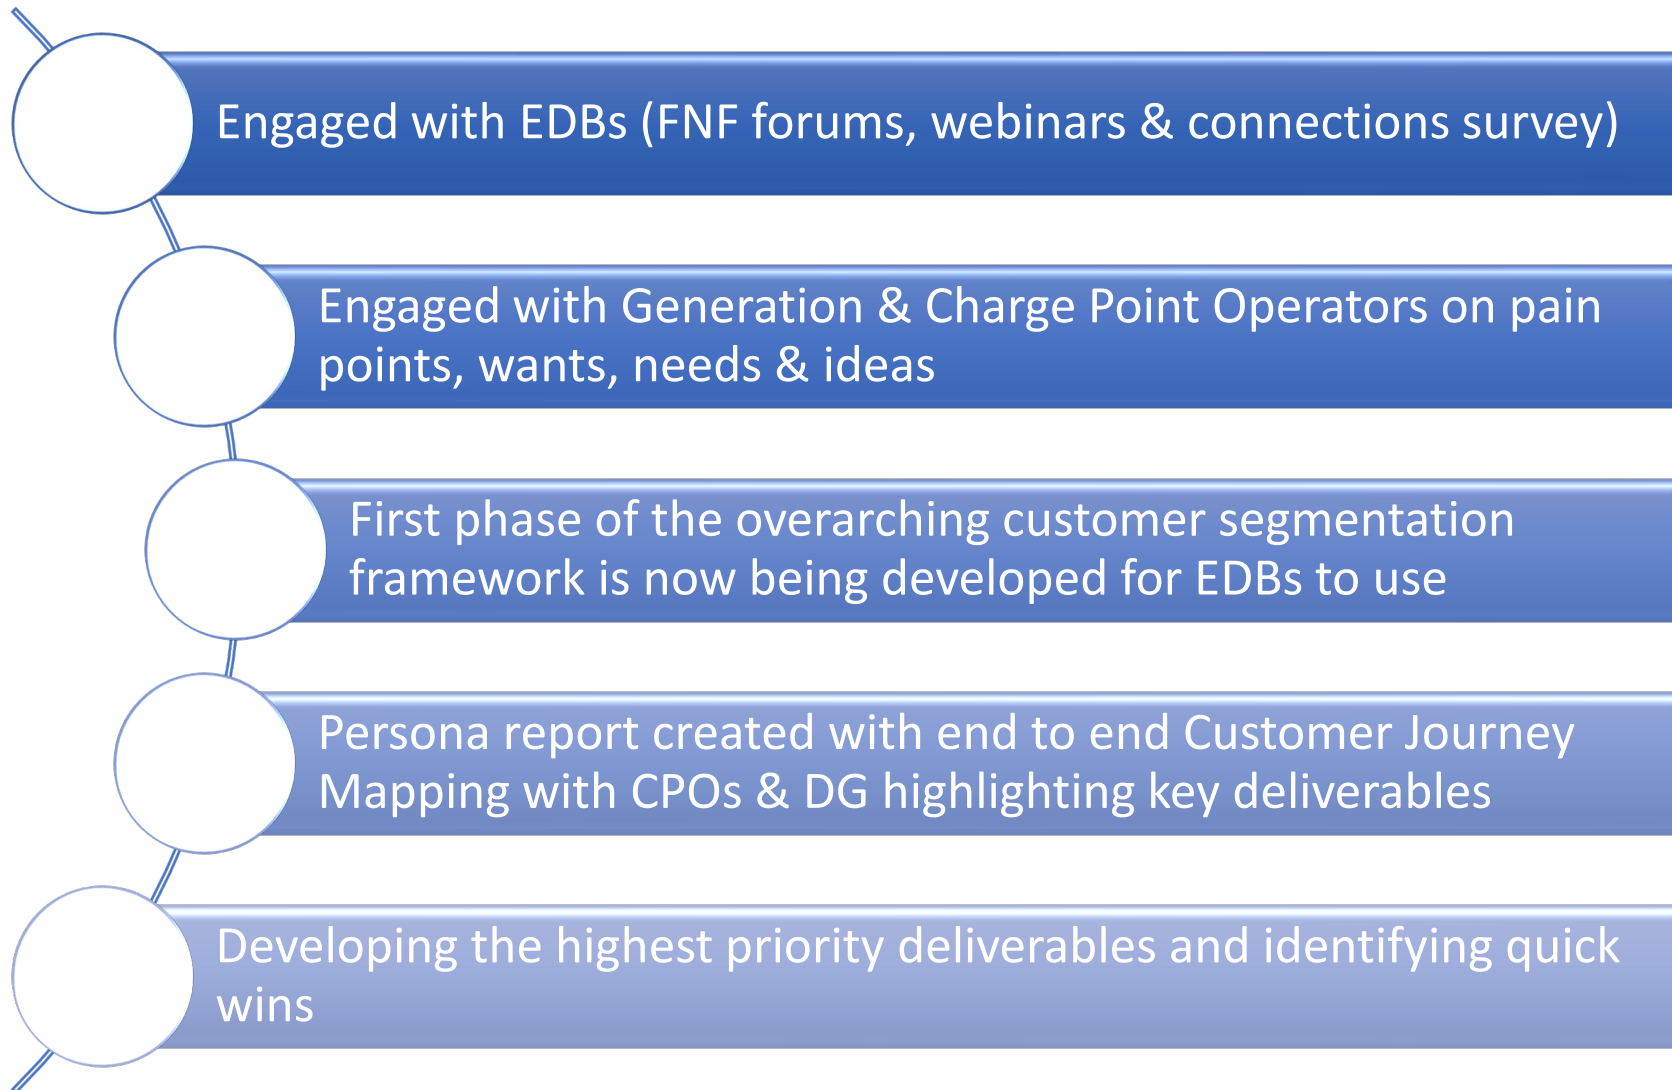 Engaged with EDBs (FNF forums, webinars & connections survey)
Engaged with Generation & Charge Point Operators on pain
points, wants, needs & ideas
First phase of the overarching customer segmentation
framework is now being developed for EDBs to use
Persona report created with end to end Customer Journey
Mapping with CPOs & DG highlighting key deliverables
Developing the highest priority deliverables and identifying quick
wins